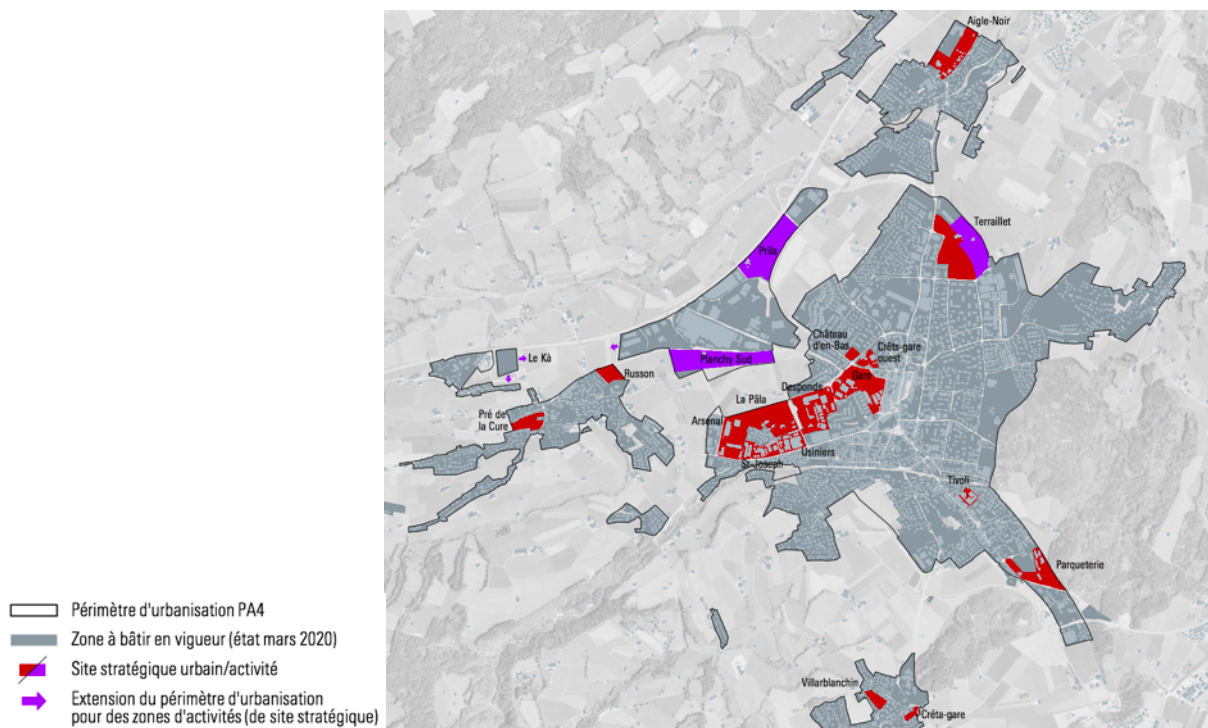 Aigle-Noir
Terraillet
Prila
Château
d'en-Bas
Crêts-gare
ouest
Le Kà
Planchy Sud
Gare
Russon
Desponds
La Pâla
Pré de
la Cure
Arsenal
Usiniers
St-Joseph
Tivoli
Parqueterie
Villarblanchin
Crêta-gare
Périmètre d'urbanisation PA4
Zone à bâtir en vigueur (état mars 2020)
Site stratégique urbain/activité
Extension du périmètre d'urbanisation
pour des zones d'activités (de site stratégique)